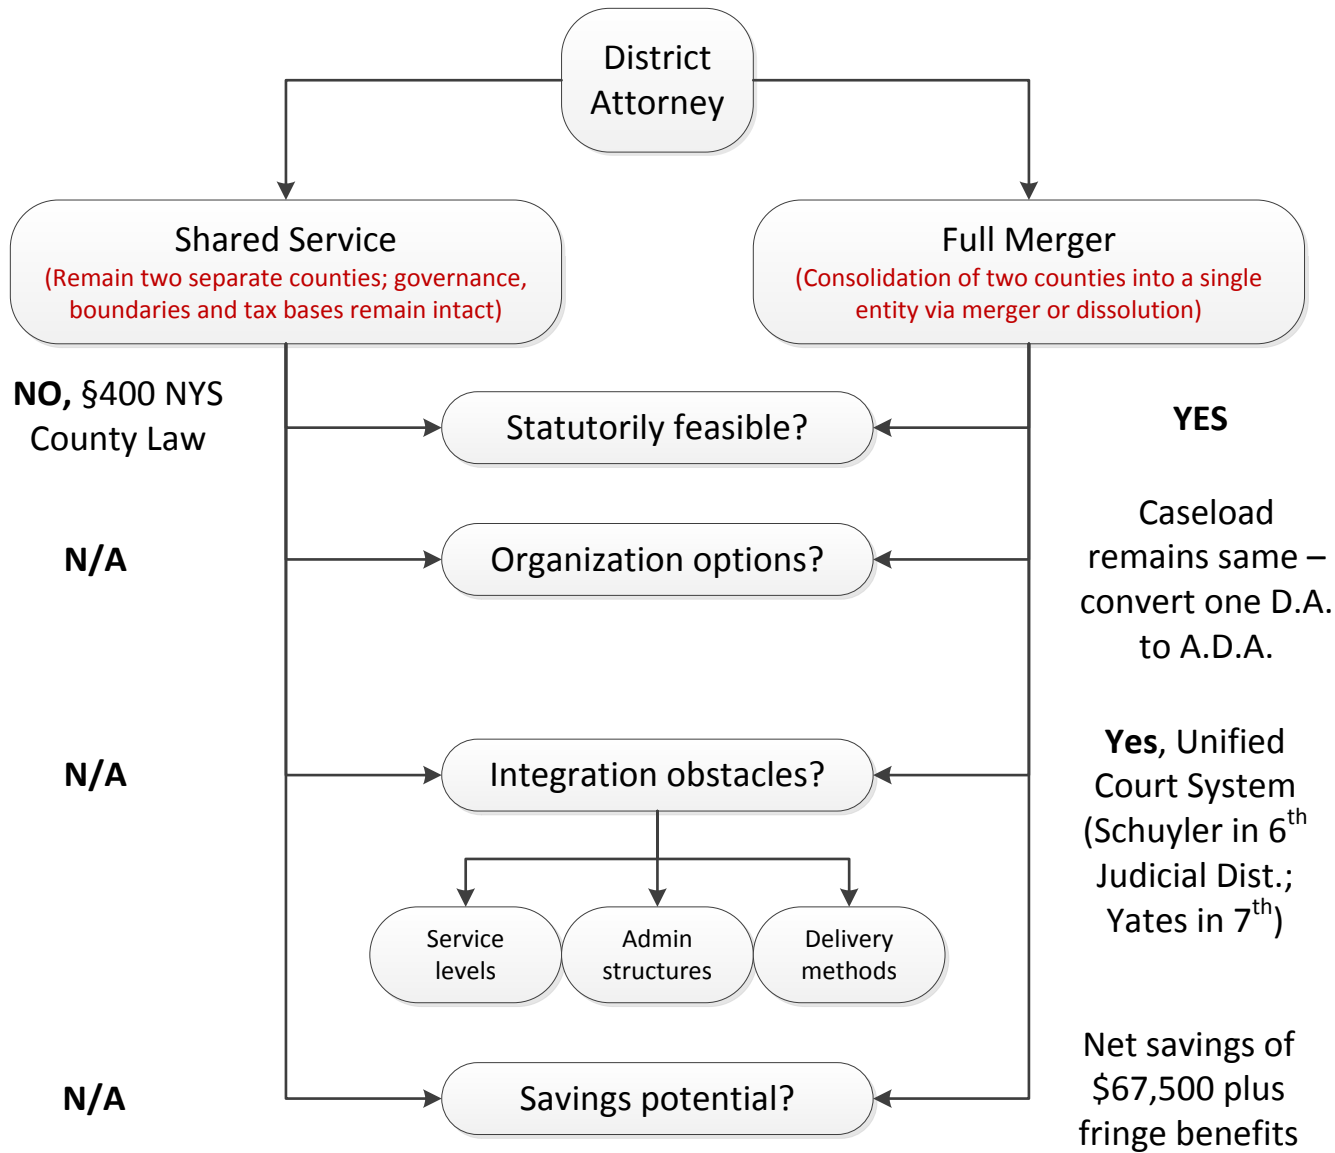 District
Attorney
Shared Service
(Remain two separate counties; governance,
boundaries and tax bases remain intact)
Full Merger
(Consolidation of two counties into a single
entity via merger or dissolution)
NO, §400 NYS
County Law
Statutorily feasible?
YES
N/A
Organization options?
Caseload
remains same –
convert one D.A.
to A.D.A.
N/A
Integration obstacles?
Yes, Unified
Court System
(Schuyler in 6th
Judicial Dist.;
Yates in 7th)
Service
levels
Admin
structures
Delivery
methods
N/A
Savings potential?
Net savings of
$67,500 plus
fringe benefits